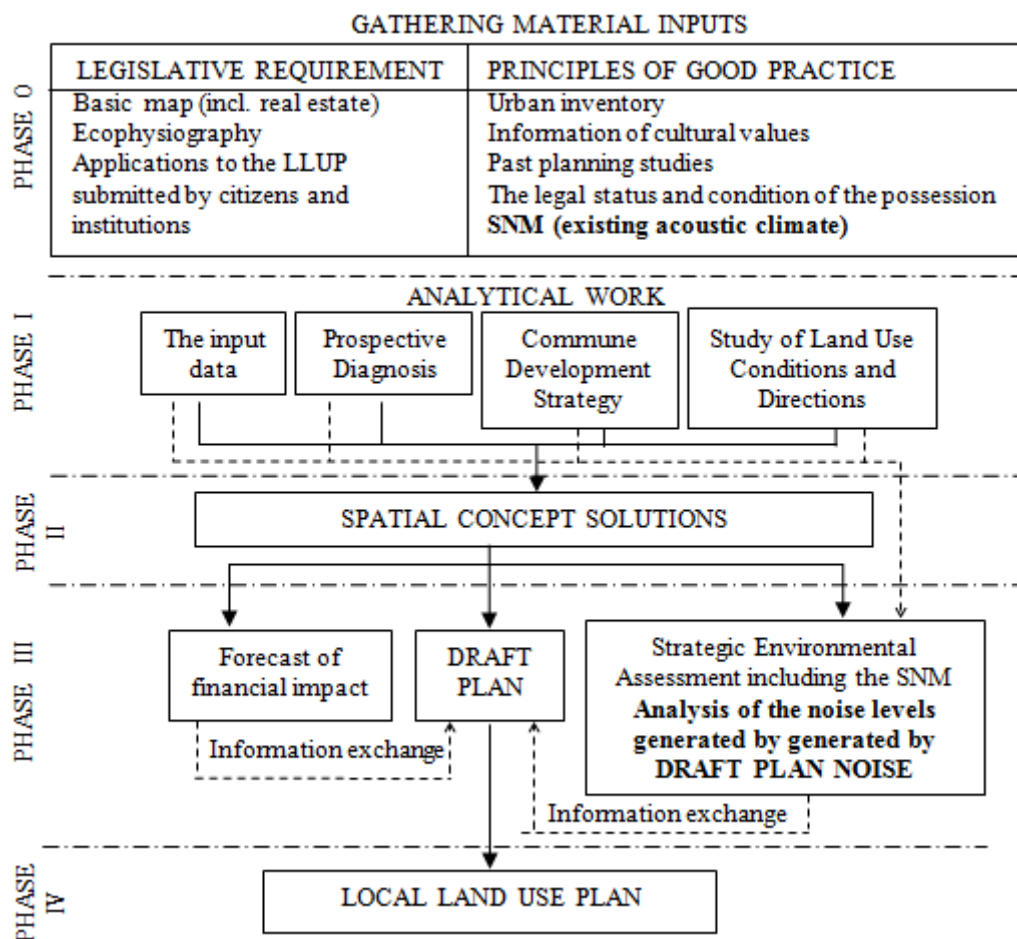 GATHERING MATERIAL INPUTS
PHASE 0
LEGISLATIVE REQUIREMENT
Basic map (incl. real estate)
Ecophysiography
Applications to the LLUP
submitted by citizens and
institutions
PRINCIPLES OF GOOD PRACTICE
Urban inventory
Information of cultural values
Past planning studies
The legal status and condition of the possession
SNM (existing acoustic climate)
PHASE I
ANALYTICAL WORK
The input
data
Prospective
Diagnosis
Commune
Development
Strategy
Study of Land Use
Conditions and
Directions
PHASE
II
SPATIAL CONCEPT SOLUTIONS
PHASE III
Forecast of
financial impact
DRAFT
PLAN
Strategic Environmental
Assessment including the SNM
Analysis of the noise levels
generated by generated by
DRAFT PLAN NOISE
Information exchange
Information exchange
PHASE
IV
LOCAL LAND USE PLAN